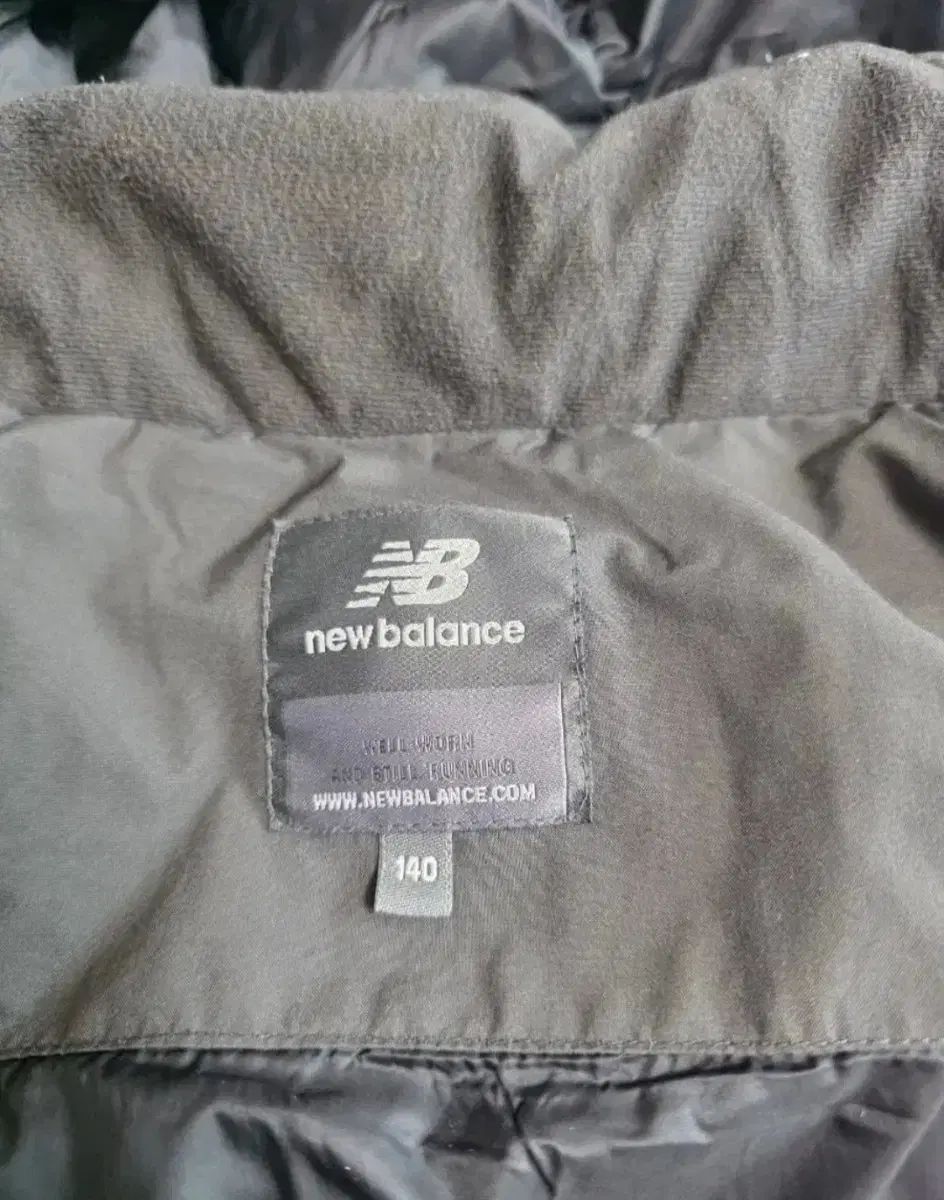 NB
new balance
WELL WORN
AND STILL RUNNING
WWW.NEWBALANCE.COM
140